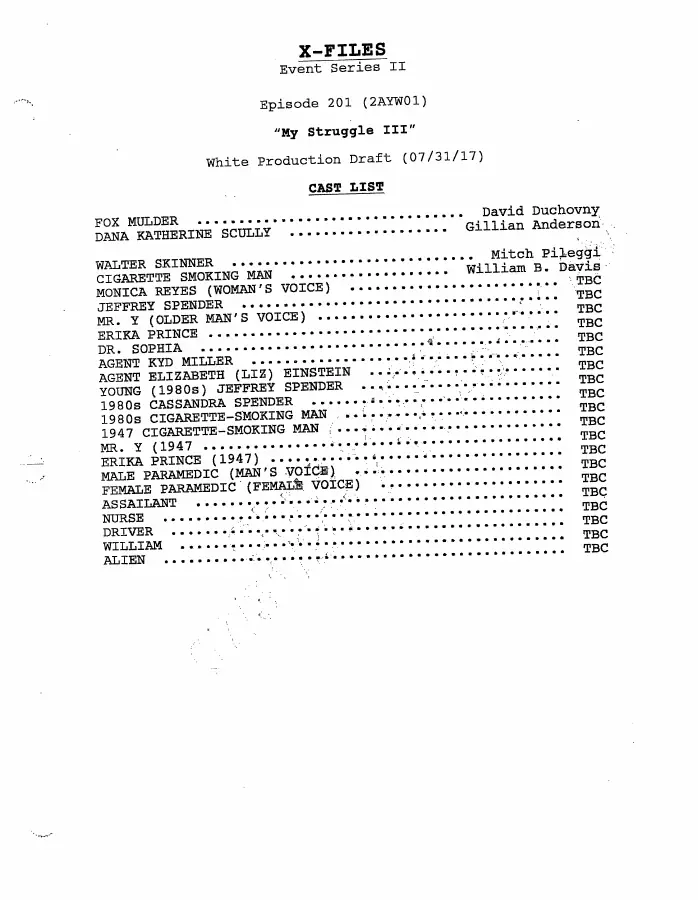 X-FILES
Event Series II
Episode 201 (2AYW01)
"My Struggle III"
White Production Draft (07/31/17)
CAST LIST
FOX MULDER ................................ David Duchovny
DANA KATHERINE SCULLY ................... Gillian Anderson
WALTER SKINNER ............................. Mitch Pileggi
CIGARETTE SMOKING MAN ................... William B. Davis
MONICA REYES (WOMAN'S VOICE) ......................... TBC
JEFFREY SPENDER ...................................... TBC
MR. Y (OLDER MAN'S VOICE) ............................. TBC
ERIKA PRINCE .......................................... TBC
DR. SOPHIA ........................................... TBC
AGENT KYD MILLER ..................................... TBC
AGENT ELIZABETH (LIZ) EINSTEIN ....................... TBC
YOUNG (1980s) JEFFREY SPENDER ........................ TBC
1980s CASSANDRA SPENDER .............................. TBC
1980s CIGARETTE-SMOKING MAN .......................... TBC
1947 CIGARETTE-SMOKING MAN ........................... TBC
MR. Y (1947 .......................................... TBC
ERIKA PRINCE (1947) .................................. TBC
MALE PARAMEDIC (MAN'S VOICE) ......................... TBC
FEMALE PARAMEDIC (FEMALE VOICE) ...................... TBC
ASSAILANT ............................................ TBC
NURSE ................................................ TBC
DRIVER ............................................... TBC
WILLIAM .............................................. TBC
ALIEN ................................................ TBC